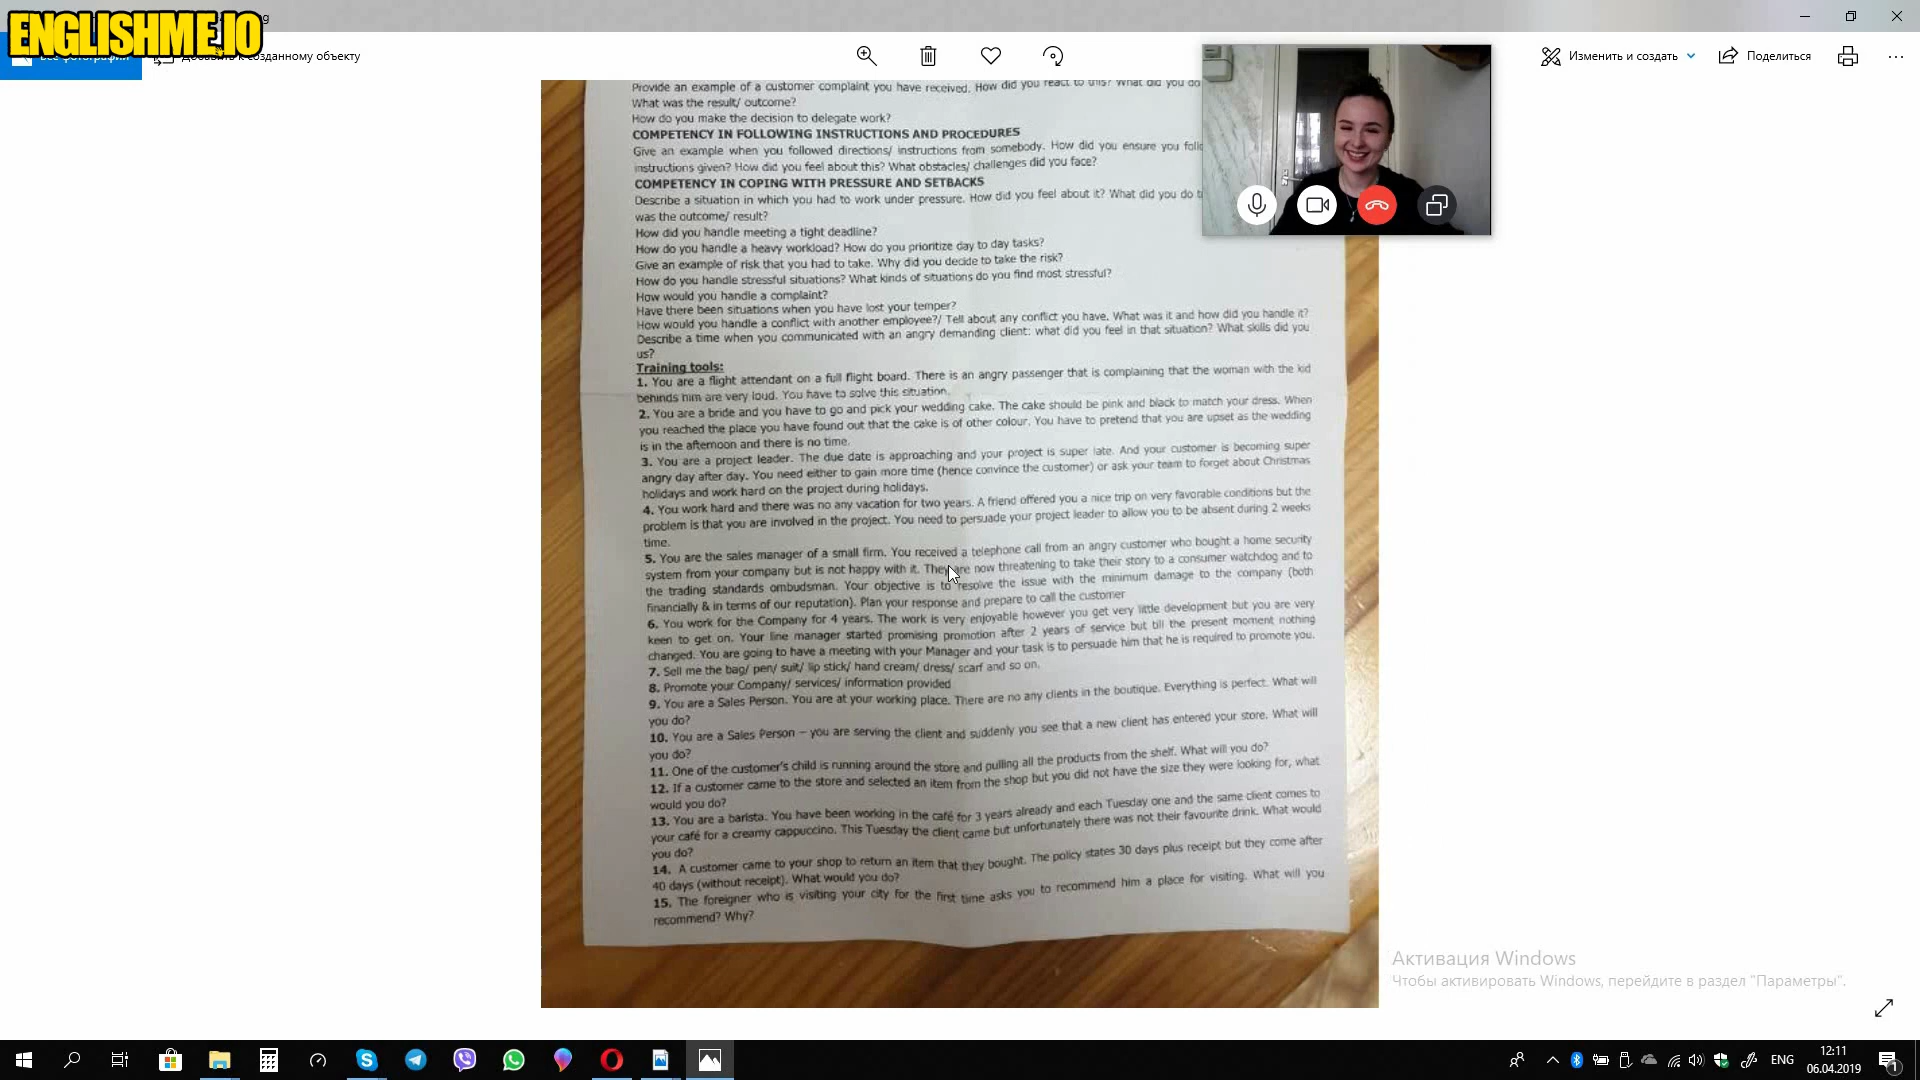 ENGLISHME.IO
Добавить к созданному объекту
Изменить и создать
Поделиться
Provide an example of a customer complaint you have received. How did you react to this? What did you do
What was the result/ outcome?
How do you make the decision to delegate work?
COMPETENCY IN FOLLOWING INSTRUCTIONS AND PROCEDURES
Give an example when you followed directions/ instructions from somebody. How did you ensure you
instructions given? How did you feel about this? What obstacles/ challenges did you face?
COMPETENCY IN COPING WITH PRESSURE AND SETBACKS
Describe a situation in which you had to work under pressure. How did you feel about it? What did you do
was the outcome/ result?
How did you handle meeting a tight deadline?
How do you handle a heavy workload? How do you prioritize day to day tasks?
Give an example of risk that you had to take. Why did you decide to take the risk?
How do you handle stressful situations? What kinds of situations do you find most stressful?
How would you handle a complaint?
Have there been situations when you have lost your temper?
How would you handle a conflict with another employee?/ Tell about any conflict you have. What was it and how did you handle it?
Describe a time when you communicated with an angry demanding client: what did you feel in that situation? What skills did you
us?
Training tools:
1. You are a flight attendant on a full flight board. There is an angry passenger that is complaining that the woman with the kid
behinds him are very loud. You have to solve this situation.
2. You are a bride and you have to go and pick your wedding cake. The cake should be pink and black to match your dress. When
you reached the place you have found out that the cake is of other colour. You have to pretend that you are upset as the wedding
is in the afternoon and there is no time.
3. You are a project leader. The due date is approaching and your project is super late. And your customer is becoming super
angry day after day. You need either to gain more time (hence convince the customer) or ask your team to forget about Christmas
holidays and work hard on the project during holidays.
4. You work hard and there was no any vacation for two years. A friend offered you a nice trip on very favorable conditions but the
problem is that you are involved in the project. You need to persuade your project leader to allow you to be absent during 2 weeks
time.
5. You are the sales manager of a small firm. You received a telephone call from an angry customer who bought a home security
system from your company but is not happy with it. They are now threatening to take their story to a consumer watchdog and to
the trading standards ombudsman. Your objective is to resolve the issue with the minimum damage to the company (both
financially & in terms of our reputation). Plan your response and prepare to call the customer
6. You work for the Company for 4 years. The work is very enjoyable however you get very little development but you are very
keen to get on. Your line manager started promising promotion after 2 years of service but till the present moment nothing
changed. You are going to have a meeting with your Manager and your task is to persuade him that he is required to promote you.
7. Sell me the bag/ pen/ suit/ lip stick/ hand cream/ dress/ scarf and so on.
8. Promote your Company/ services/ information provided
9. You are a Sales Person. You are at your working place. There are no any clients in the boutique. Everything is perfect. What will
you do?
10. You are a Sales Person – you are serving the client and suddenly you see that a new client has entered your store. What will
you do?
11. One of the customer's child is running around the store and pulling all the products from the shelf. What will you do?
12. If a customer came to the store and selected an item from the shop but you did not have the size they were looking for, what
would you do?
13. You are a barista. You have been working in the café for 3 years already and each Tuesday one and the same client comes to
your café for a creamy cappuccino. This Tuesday the client came but unfortunately there was not their favourite drink. What would
you do?
14. A customer came to your shop to return an item that they bought. The policy states 30 days plus receipt but they come after
40 days (without receipt). What would you do?
15. The foreigner who is visiting your city for the first time asks you to recommend him a place for visiting. What will you
recommend? Why?
Активация Windows
Чтобы активировать Windows, перейдите в раздел "Параметры".
ENG
12:11
06.04.2019
1